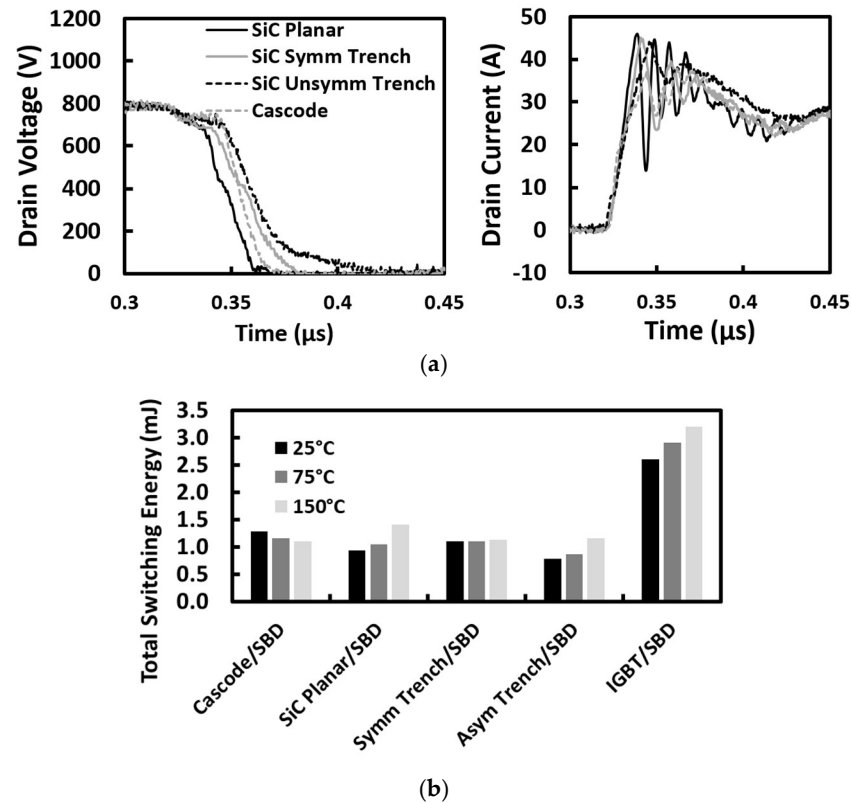 1200
1000
800
600
400
200
0
Drain Voltage (V)
SiC Planar
SiC Symm Trench
SiC Unsymm Trench
Cascode
0.3 0.35 0.4 0.45
Time (µs)
50
40
30
20
10
0
-10
Drain Current (A)
0.3 0.35 0.4 0.45
Time (µs)
(a)
3.5
3.0
2.5
2.0
1.5
1.0
0.5
0.0
Total Switching Energy (mJ)
25°C
75°C
150°C
Cascode/SBD
SiC Planar/SBD
Symm Trench/SBD
Asym Trench/SBD
IGBT/SBD
(b)